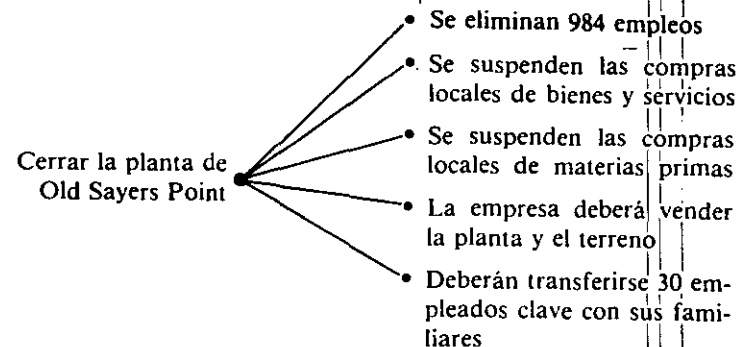 Se eliminan 984 empleos
Se suspenden las compras
locales de bienes y servicios
Se suspenden las compras
locales de materias primas
Cerrar la planta de
Old Sayers Point
La empresa deberá vender
la planta y el terreno
Deberán transferirse 30 em-
pleados clave con sus fami-
liares